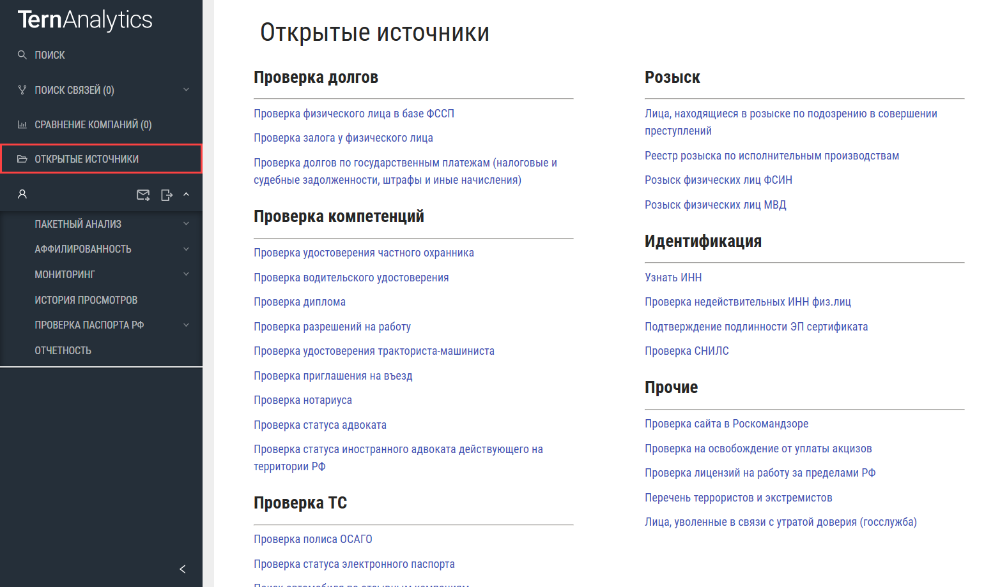 TernAnalytics
ПОИСК
ПОИСК СВЯЗЕЙ (0)
СРАВНЕНИЕ КОМПАНИЙ (0)
ОТКРЫТЫЕ ИСТОЧНИКИ
ПАКЕТНЫЙ АНАЛИЗ
АФФИЛИРОВАННОСТЬ
МОНИТОРИНГ
ИСТОРИЯ ПРОСМОТРОВ
ПРОВЕРКА ПАСПОРТА РФ
ОТЧЕТНОСТЬ
Открытые источники
Проверка долгов
Проверка физического лица в базе ФССП
Проверка залога у физического лица
Проверка долгов по государственным платежам (налоговые и
судебные задолженности, штрафы и иные начисления)
Проверка компетенций
Проверка удостоверения частного охранника
Проверка водительского удостоверения
Проверка диплома
Проверка разрешений на работу
Проверка удостоверения тракториста-машиниста
Проверка приглашения на въезд
Проверка нотариуса
Проверка статуса адвоката
Проверка статуса иностранного адвоката действующего на
территории РФ
Проверка ТС
Проверка полиса ОСАГО
Проверка статуса электронного паспорта
Поиск автомобиля по отзывным компаниям
Розыск
Лица, находящиеся в розыске по подозрению в совершении
преступлений
Реестр розыска по исполнительным производствам
Розыск физических лиц ФСИН
Розыск физических лиц МВД
Идентификация
Узнать ИНН
Проверка недействительных ИНН физ.лиц
Подтверждение подлинности ЭП сертификата
Проверка СНИЛС
Прочие
Проверка сайта в Роскомандзоре
Проверка на освобождение от уплаты акцизов
Проверка лицензий на работу за пределами РФ
Перечень террористов и экстремистов
Лица, уволенные в связи с утратой доверия (госслужба)